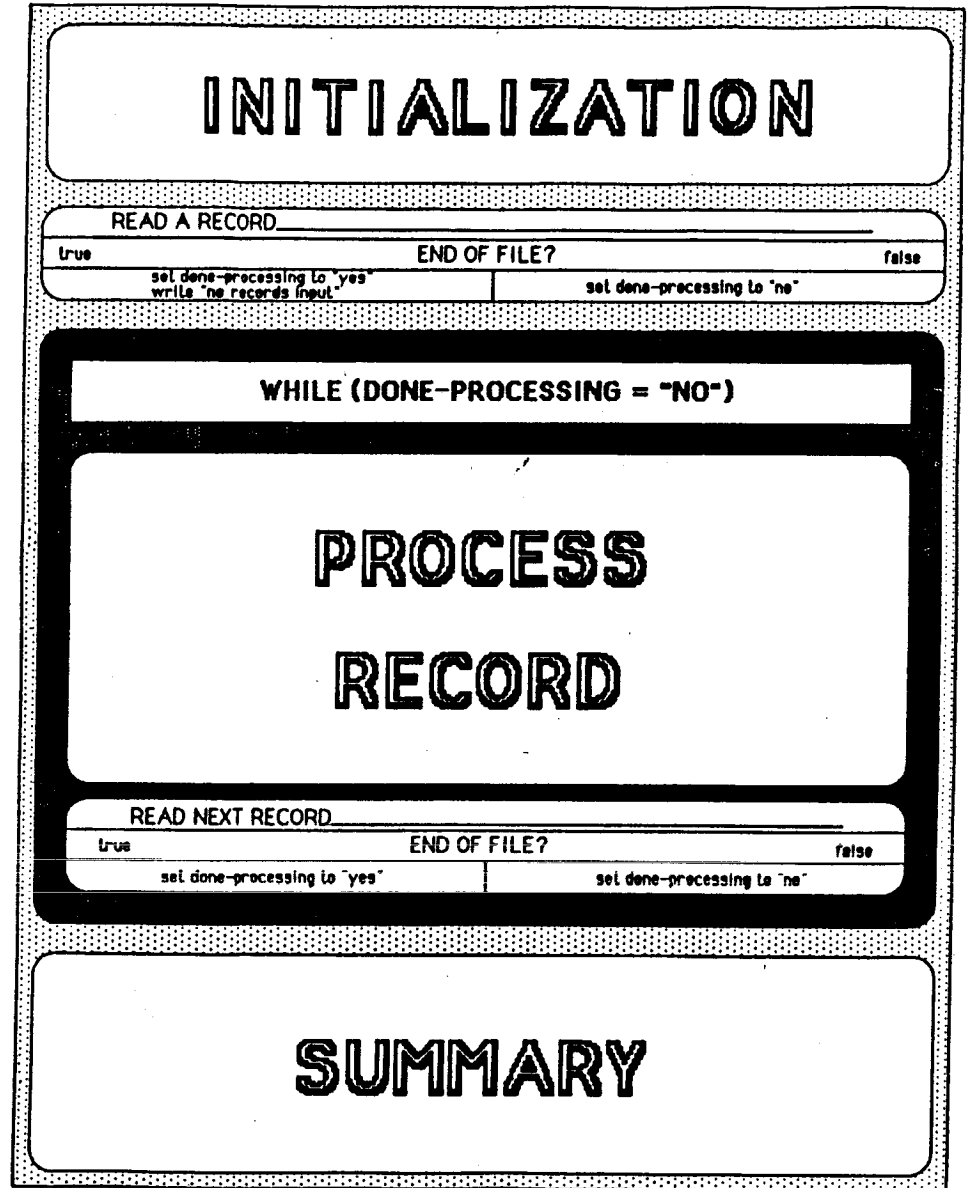 INITIALIZATION
READ A RECORD
true END OF FILE? false
set done-processing to "yes"
write "no records input"
set done-processing to "no"
WHILE (DONE-PROCESSING = "NO")
PROCESS
RECORD
READ NEXT RECORD
true END OF FILE? false
set done-processing to "yes"
set done-processing to "no"
SUMMARY